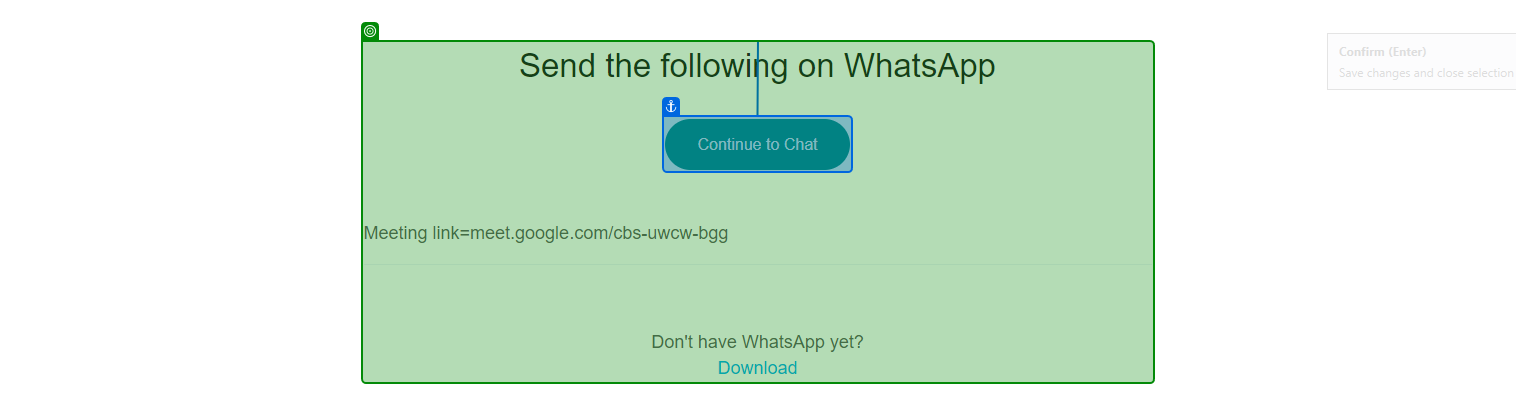 Send the following on WhatsApp
Confirm (Enter)
Save changes and close selection
Continue to Chat
Meeting link=meet.google.com/cbs-uwcw-bgg
Don't have WhatsApp yet?
Download